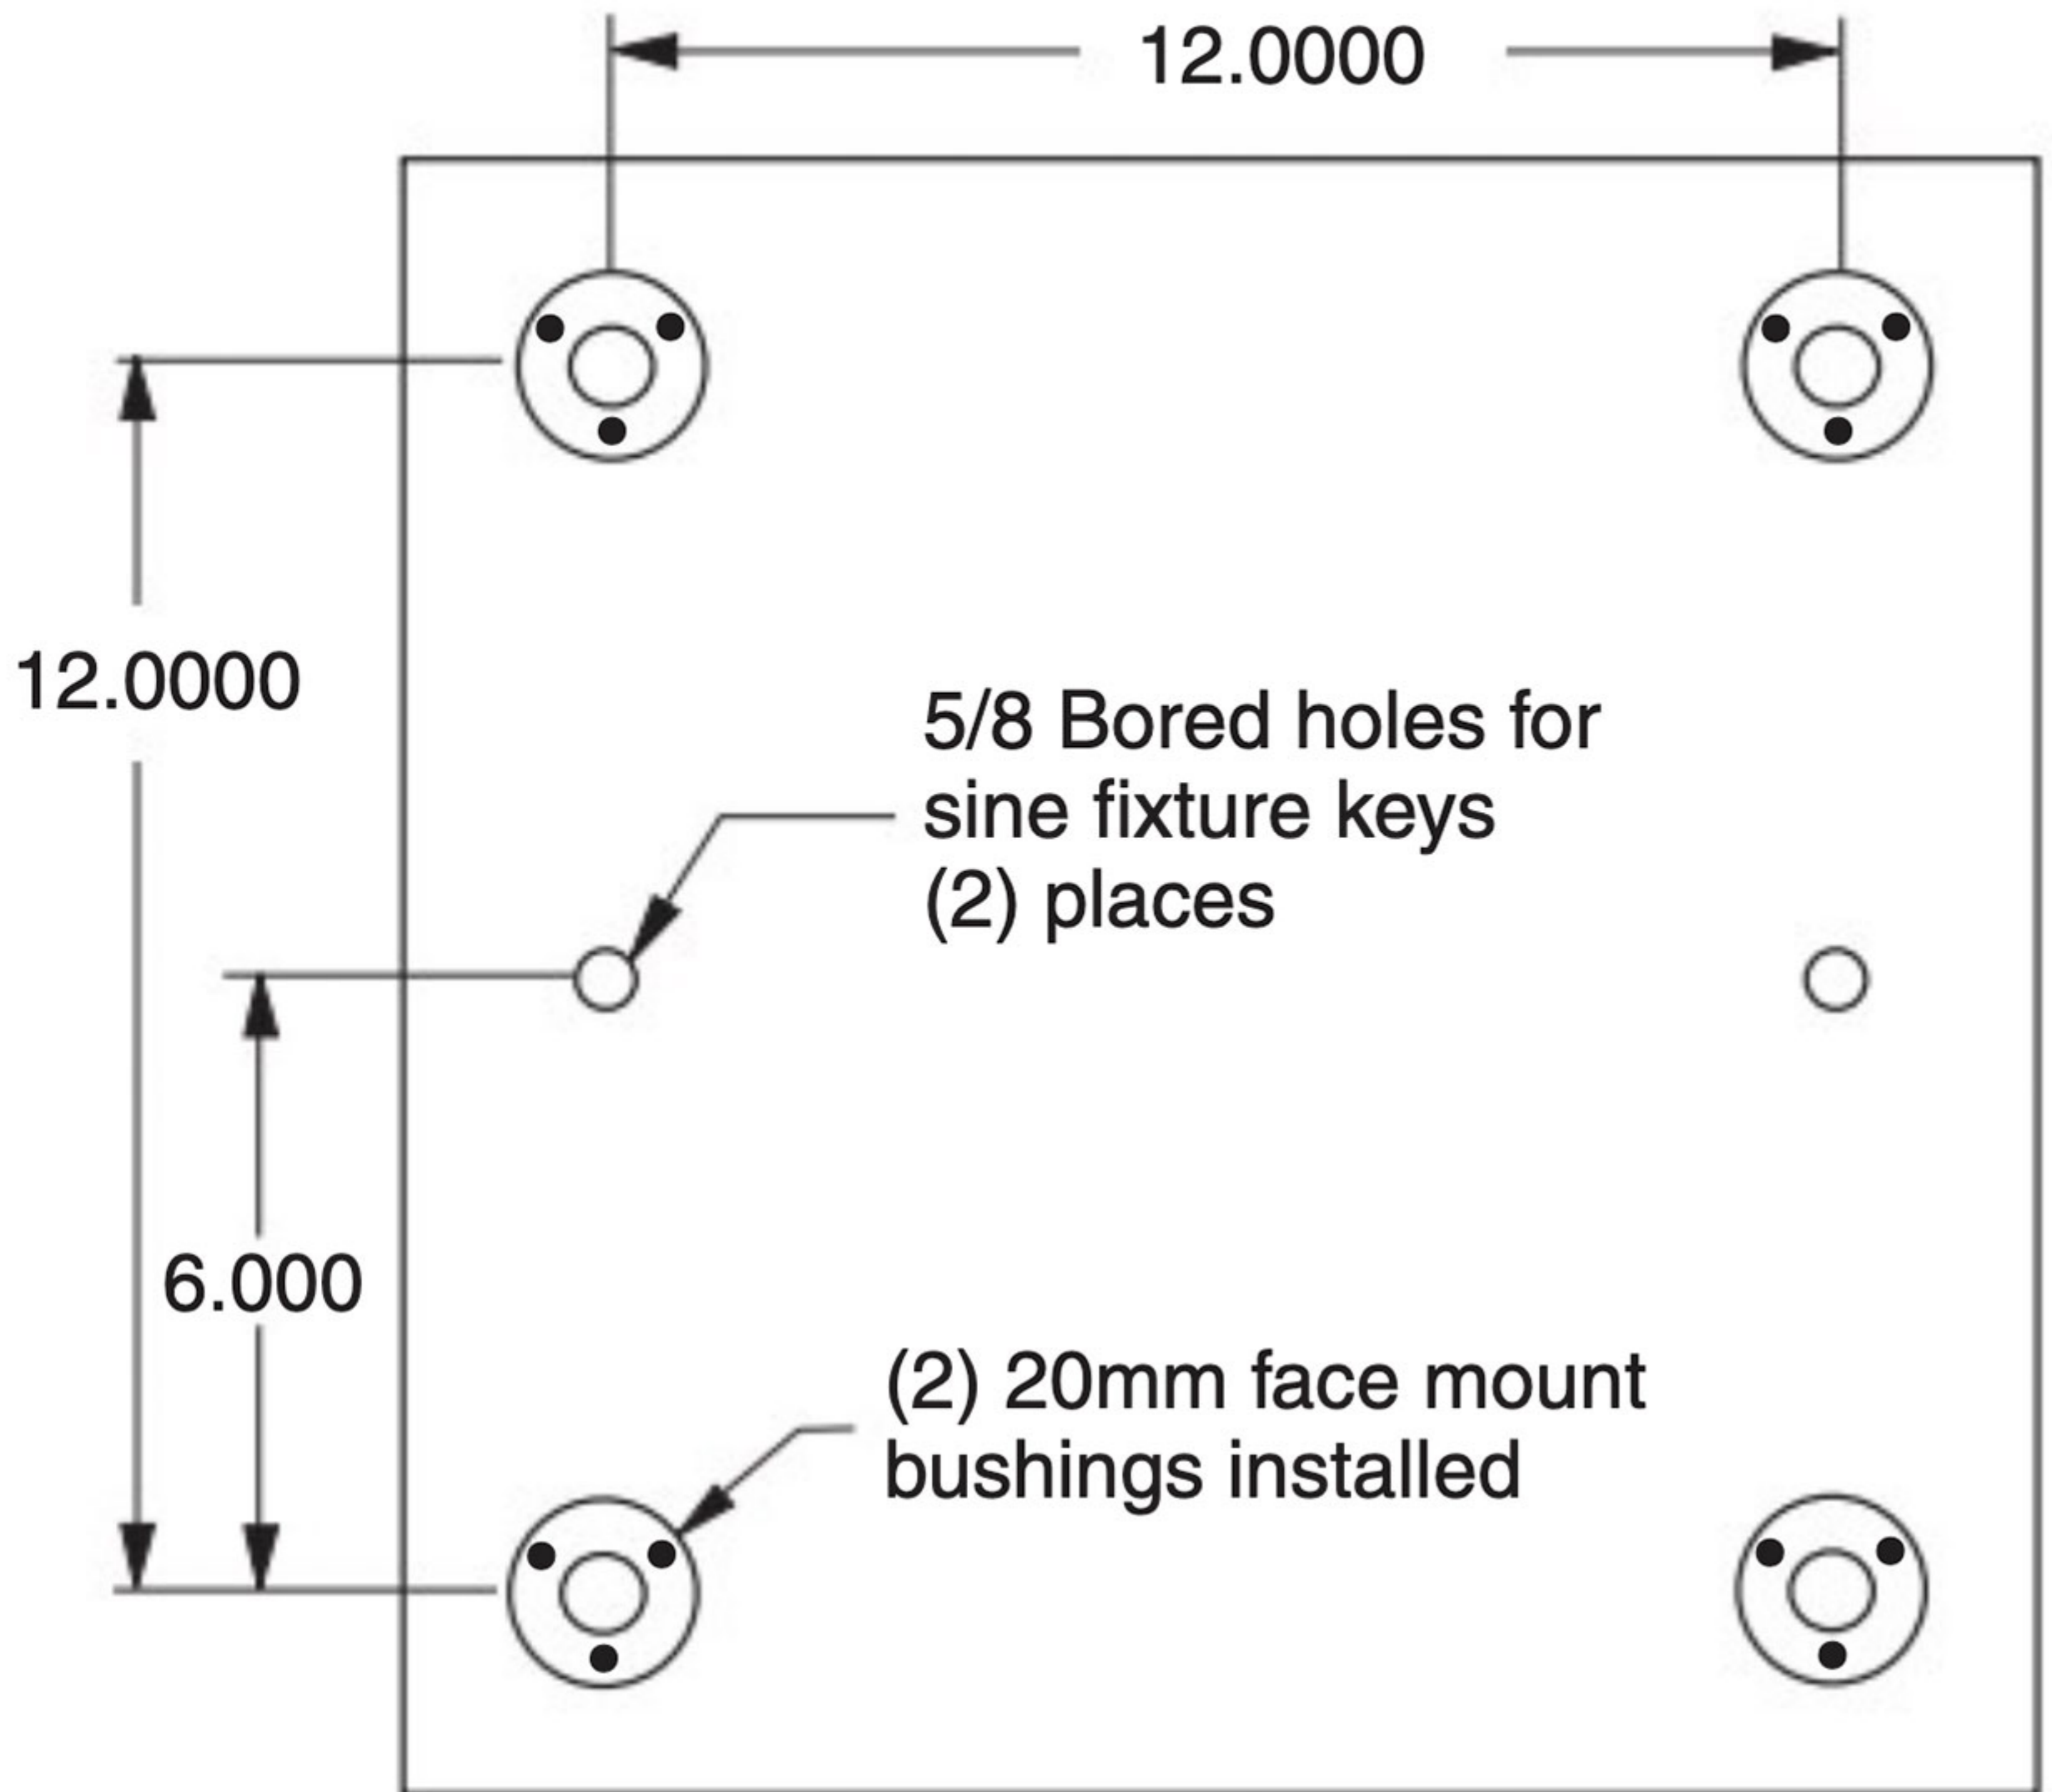 12.0000
12.0000
5/8 Bored holes for
sine fixture keys
(2) places
6.000
(2) 20mm face mount
bushings installed